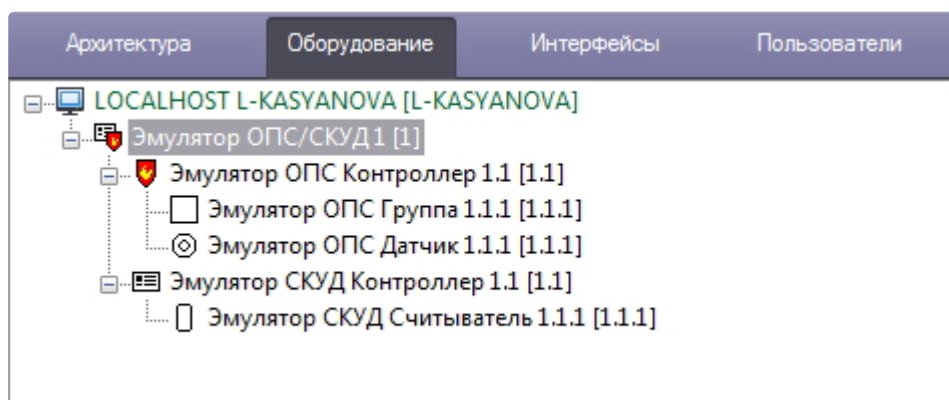 Архитектура Оборудование Интерфейсы Пользователи
LOCALHOST L-KASYANOVA [L-KASYANOVA]
Эмулятор ОПС/СКУД 1 [1]
Эмулятор ОПС Контроллер 1.1 [1.1]
Эмулятор ОПС Группа 1.1.1 [1.1.1]
Эмулятор ОПС Датчик 1.1.1 [1.1.1]
Эмулятор СКУД Контроллер 1.1 [1.1]
Эмулятор СКУД Считыватель 1.1.1 [1.1.1]